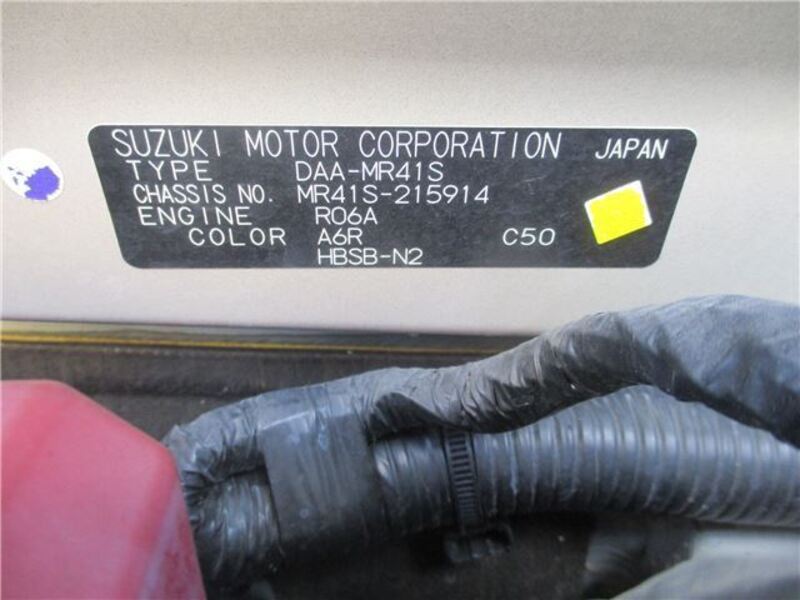 SUZUKI MOTOR CORPORATION JAPAN
TYPE DAA-MR41S
CHASSIS NO. MR41S-215914
ENGINE R06A
COLOR A6R C50
HBSB-N2